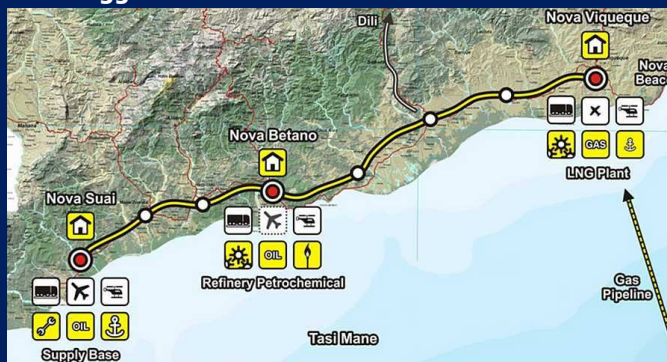 Dili
Nova Viqueque
Nova
Beac
Nova Betano
GAS
LNG Plant
Nova Suai
OIL
Refinery Petrochemical
Gas
Pipeline
OIL
Supply Base
Tasi Mane